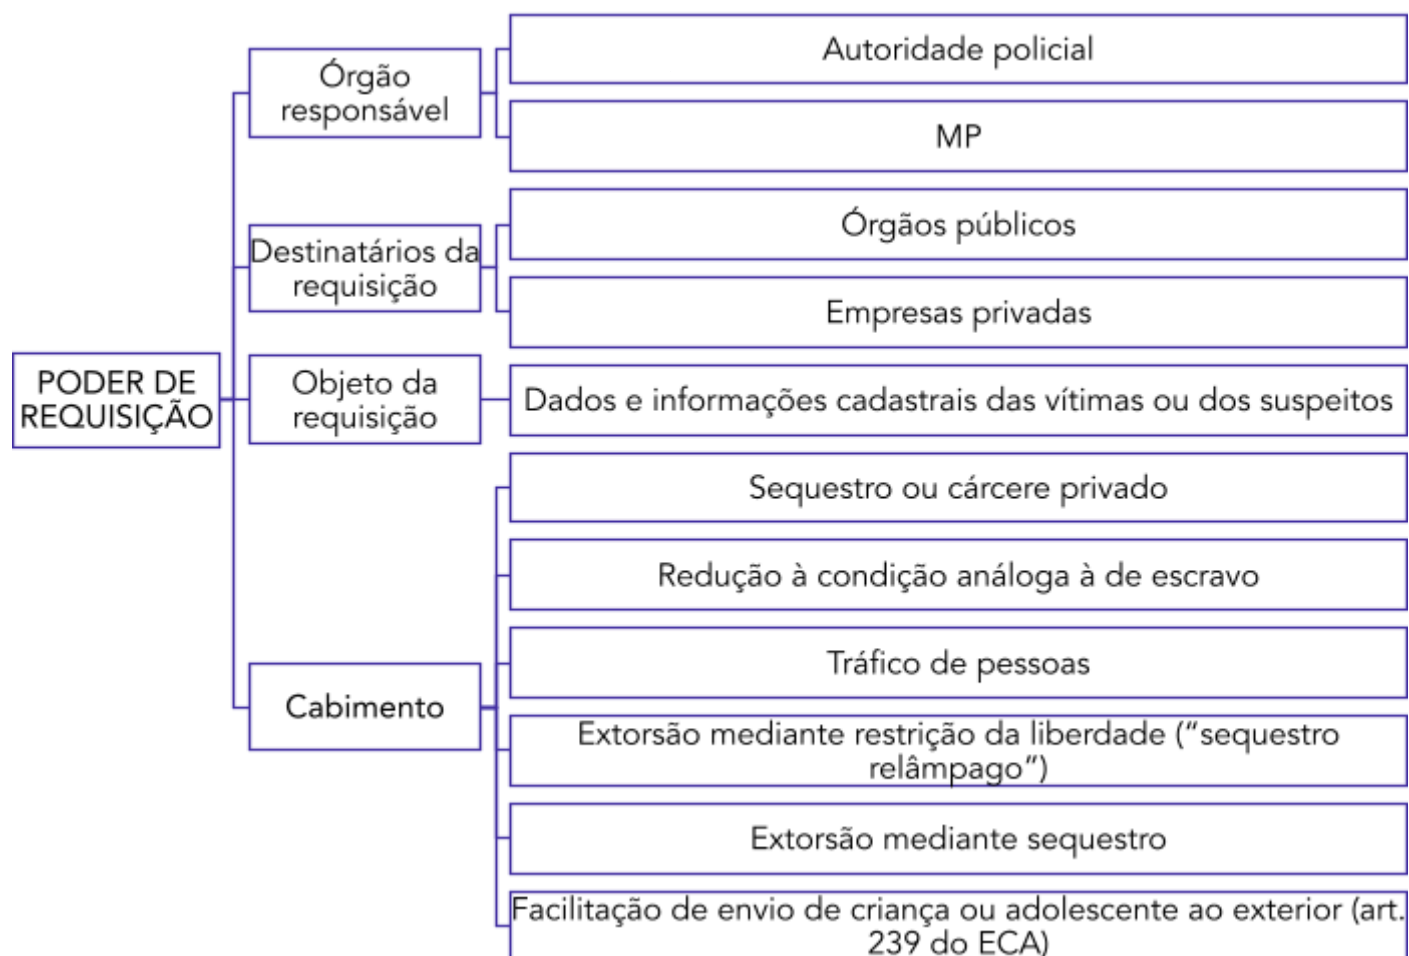 PODER DE
REQUISIÇÃO
Órgão
responsável
Autoridade policial
MP
Destinatários da
requisição
Órgãos públicos
Empresas privadas
Objeto da
requisição
Dados e informações cadastrais das vítimas ou dos suspeitos
Cabimento
Sequestro ou cárcere privado
Redução à condição análoga à de escravo
Tráfico de pessoas
Extorsão mediante restrição da liberdade (“sequestro
relâmpago”)
Extorsão mediante sequestro
Facilitação de envio de criança ou adolescente ao exterior (art.
239 do ECA)